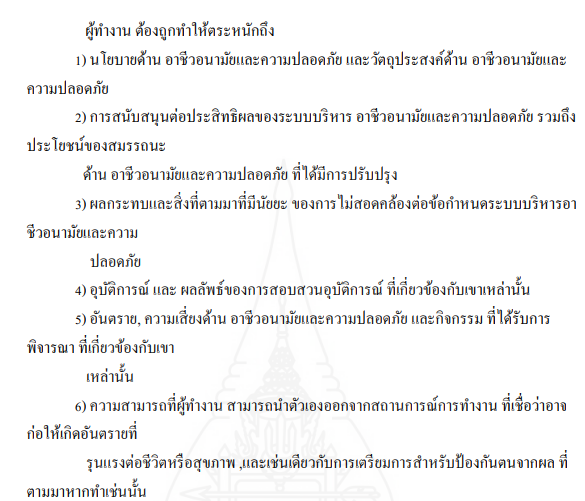 ผู้ทำงาน ต้องถูกทำให้ตระหนักถึง
1) นโยบายด้าน อาชีวอนามัยและความปลอดภัย และวัตถุประสงค์ด้าน อาชีวอนามัยและ
ความปลอดภัย
2) การสนับสนุนต่อประสิทธิผลของระบบบริหาร อาชีวอนามัยและความปลอดภัย รวมถึง
ประโยชน์ของสมรรถนะ
ด้าน อาชีวอนามัยและความปลอดภัย ที่ได้มีการปรับปรุง
3) ผลกระทบและสิ่งที่ตามมาที่มีนัยยะ ของการไม่สอดคล้องต่อข้อกำหนดระบบบริหารอา
ชีวอนามัยและความ
ปลอดภัย
4) อุบัติการณ์ และ ผลลัพธ์ของการสอบสวนอุบัติการณ์ ที่เกี่ยวข้องกับเขาเหล่านั้น
5) อันตราย, ความเสี่ยงด้าน อาชีวอนามัยและความปลอดภัย และกิจกรรม ที่ได้รับการ
พิจารณา ที่เกี่ยวข้องกับเขา
เหล่านั้น
6) ความสามารถที่ผู้ทำงาน สามารถนำตัวเองออกจากสถานการณ์การทำงาน ที่เชื่อว่าอาจ
ก่อให้เกิดอันตรายที่
รุนแรงต่อชีวิตหรือสุขภาพ ,และเช่นเดียวกับการเตรียมการสำหรับป้องกันตนจากผล ที่
ตามมาหากทำเช่นนั้น